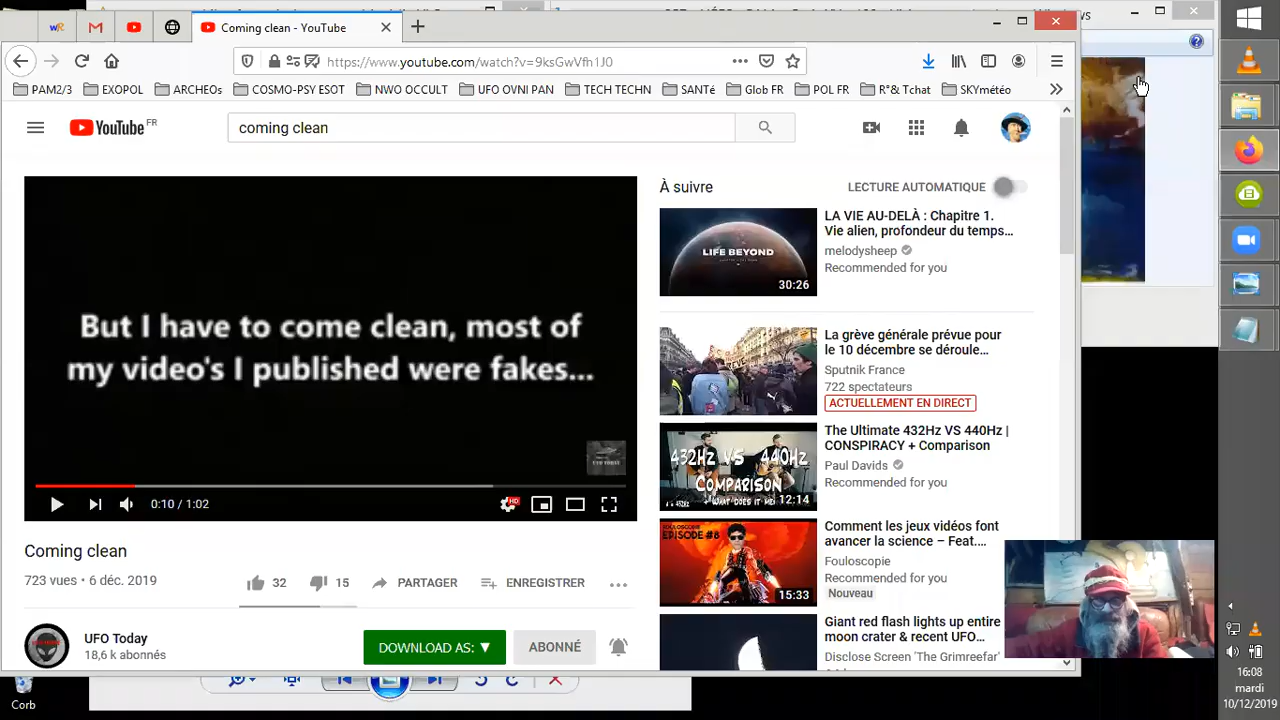 Coming clean - YouTube
https://www.youtube.com/watch?v=9ksGwVfh1J0
PAM2/3
EXOPOL
ARCHEOs
COSMO-PSY ESOT
NWO OCCULT
UFO OVNI PAN
TECH TECHN
SANTé
Glob FR
POL FR
R°& Tchat
SKYmétéo
YouTube FR
coming clean
But I have to come clean, most of
my video's I published were fakes...
0:10 / 1:02
HD
Coming clean
723 vues • 6 déc. 2019
32
15
PARTAGER
ENREGISTRER
UFO Today
18,6 k abonnés
DOWNLOAD AS: ▼
ABONNÉ
À suivre
LECTURE AUTOMATIQUE
LIFE BEYOND
30:26
LA VIE AU-DELÀ : Chapitre 1.
Vie alien, profondeur du temps…
melodysheep
Recommended for you
La grève générale prévue pour
le 10 décembre se déroule…
Sputnik France
722 spectateurs
ACTUELLEMENT EN DIRECT
432Hz VS 440Hz
COMPARISON
12:14
The Ultimate 432Hz VS 440Hz |
CONSPIRACY + Comparison
Paul Davids
Recommended for you
FOULOSCOPIE
EPISODE #8
15:33
Comment les jeux vidéos font
avancer la science – Feat.…
Fouloscopie
Recommended for you
Nouveau
Giant red flash lights up entire
moon crater & recent UFO…
Disclose Screen 'The Grimreefar'
Corb
16:08
mardi
10/12/2019